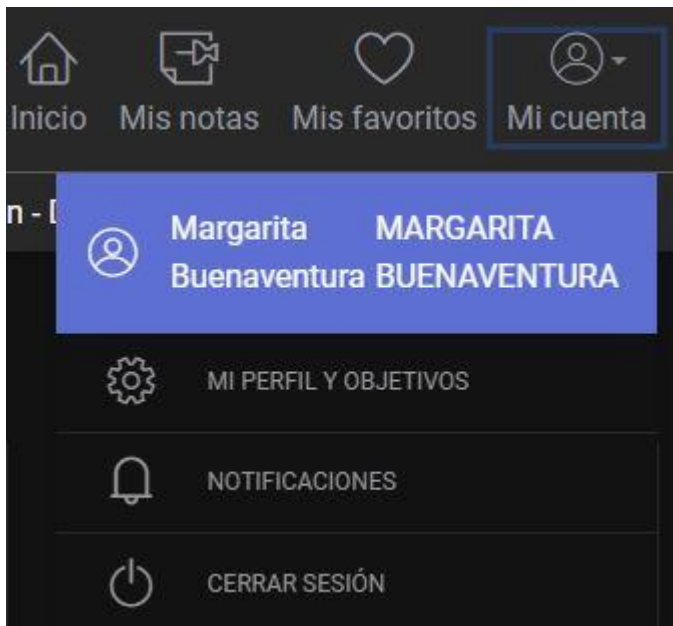 Inicio Mis notas Mis favoritos Mi cuenta
n - D
Margarita MARGARITA
Buenaventura BUENAVENTURA
MI PERFIL Y OBJETIVOS
NOTIFICACIONES
CERRAR SESIÓN